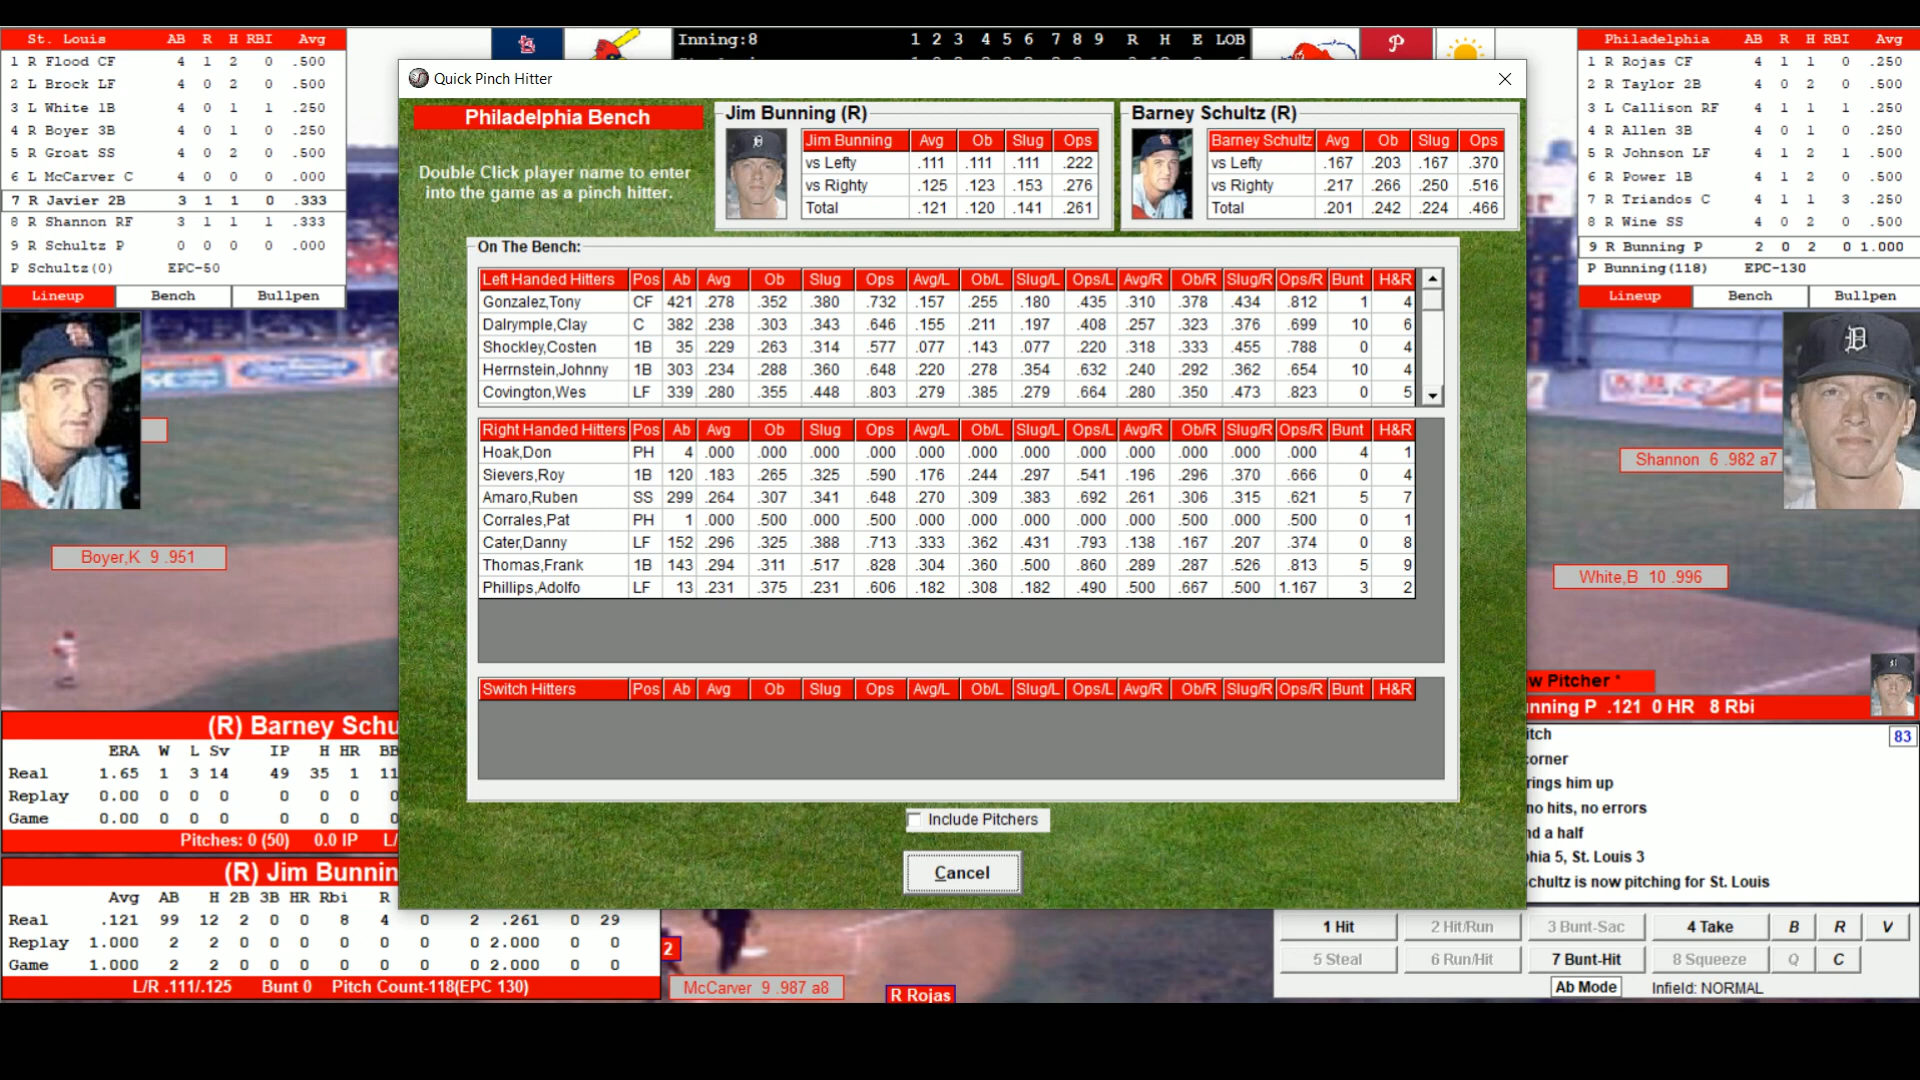 St. Louis AB R H RBI Avg
1 R Flood CF 4 1 2 0 .500
2 L Brock LF 4 0 2 0 .500
3 L White 1B 4 0 1 1 .250
4 R Boyer 3B 4 0 1 0 .250
5 R Groat SS 4 0 2 0 .500
6 L McCarver C 4 0 0 0 .000
7 R Javier 2B 3 1 1 0 .333
8 R Shannon RF 3 1 1 1 .333
9 R Schultz P 0 0 0 0 .000
P Schultz(0) EPC-50
Lineup Bench Bullpen
Inning:8 1 2 3 4 5 6 7 8 9 R H E LOB
P
Philadelphia AB R H RBI Avg
1 R Rojas CF 4 1 1 0 .250
2 R Taylor 2B 4 0 2 0 .500
3 L Callison RF 4 1 1 1 .250
4 R Allen 3B 4 0 1 0 .250
5 R Johnson LF 4 1 2 1 .500
6 R Power 1B 4 1 2 0 .500
7 R Triandos C 4 1 1 3 .250
8 R Wine SS 4 0 2 0 .500
9 R Bunning P 2 0 2 0 1.000
P Bunning(118) EPC-130
Lineup Bench Bullpen
Quick Pinch Hitter
Philadelphia Bench
Double Click player name to enter
into the game as a pinch hitter.
Jim Bunning (R)
Jim Bunning Avg Ob Slug Ops
vs Lefty .111 .111 .111 .222
vs Righty .125 .123 .153 .276
Total .121 .120 .141 .261
Barney Schultz (R)
Barney Schultz Avg Ob Slug Ops
vs Lefty .167 .203 .167 .370
vs Righty .217 .266 .250 .516
Total .201 .242 .224 .466
On The Bench:
Left Handed Hitters Pos Ab Avg Ob Slug Ops Avg/L Ob/L Slug/L Ops/L Avg/R Ob/R Slug/R Ops/R Bunt H&R
Gonzalez,Tony CF 421 .278 .352 .380 .732 .157 .255 .180 .435 .310 .378 .434 .812 1 4
Dalrymple,Clay C 382 .238 .303 .343 .646 .155 .211 .197 .408 .257 .323 .376 .699 10 6
Shockley,Costen 1B 35 .229 .263 .314 .577 .077 .143 .077 .220 .318 .333 .455 .788 0 4
Herrnstein,Johnny 1B 303 .234 .288 .360 .648 .220 .278 .354 .632 .240 .292 .362 .654 10 4
Covington,Wes LF 339 .280 .355 .448 .803 .279 .385 .279 .664 .280 .350 .473 .823 0 5
Right Handed Hitters Pos Ab Avg Ob Slug Ops Avg/L Ob/L Slug/L Ops/L Avg/R Ob/R Slug/R Ops/R Bunt H&R
Hoak,Don PH 4 .000 .000 .000 .000 .000 .000 .000 .000 .000 .000 .000 .000 4 1
Sievers,Roy 1B 120 .183 .265 .325 .590 .176 .244 .297 .541 .196 .296 .370 .666 0 4
Amaro,Ruben SS 299 .264 .307 .341 .648 .270 .309 .383 .692 .261 .306 .315 .621 5 7
Corrales,Pat PH 1 .000 .500 .000 .500 .000 .000 .000 .000 .000 .500 .000 .500 0 1
Cater,Danny LF 152 .296 .325 .388 .713 .333 .362 .431 .793 .138 .167 .207 .374 0 8
Thomas,Frank 1B 143 .294 .311 .517 .828 .304 .360 .500 .860 .289 .287 .526 .813 5 9
Phillips,Adolfo LF 13 .231 .375 .231 .606 .182 .308 .182 .490 .500 .667 .500 1.167 3 2
Switch Hitters Pos Ab Avg Ob Slug Ops Avg/L Ob/L Slug/L Ops/L Avg/R Ob/R Slug/R Ops/R Bunt H&R
Include Pitchers
Cancel
Boyer,K 9 .951
Shannon 6 .982 a7
White,B 10 .996
(R) Barney Schu
ERA W L Sv IP H HR BB
Real 1.65 1 3 14 49 35 1 11
Replay 0.00 0 0 0 0 0 0 0
Game 0.00 0 0 0 0 0 0 0
Pitches: 0 (50) 0.0 IP L/
(R) Jim Bunnin
Avg AB H 2B 3B HR Rbi R
Real .121 99 12 2 0 0 8 4 0 2 .261 0 29
Replay 1.000 2 2 0 0 0 0 0 0 0 2.000 0 0
Game 1.000 2 2 0 0 0 0 0 0 0 2.000 0 0
L/R .111/.125 Bunt 0 Pitch Count-118(EPC 130)
2
McCarver 9 .987 a8
R Rojas
w Pitcher *
nning P .121 0 HR 8 Rbi
itch
83
corner
rings him up
no hits, no errors
nd a half
hia 5, St. Louis 3
chultz is now pitching for St. Louis
1 Hit 2 Hit/Run 3 Bunt-Sac 4 Take B R V
5 Steal 6 Run/Hit 7 Bunt-Hit 8 Squeeze Q C
Ab Mode Infield: NORMAL